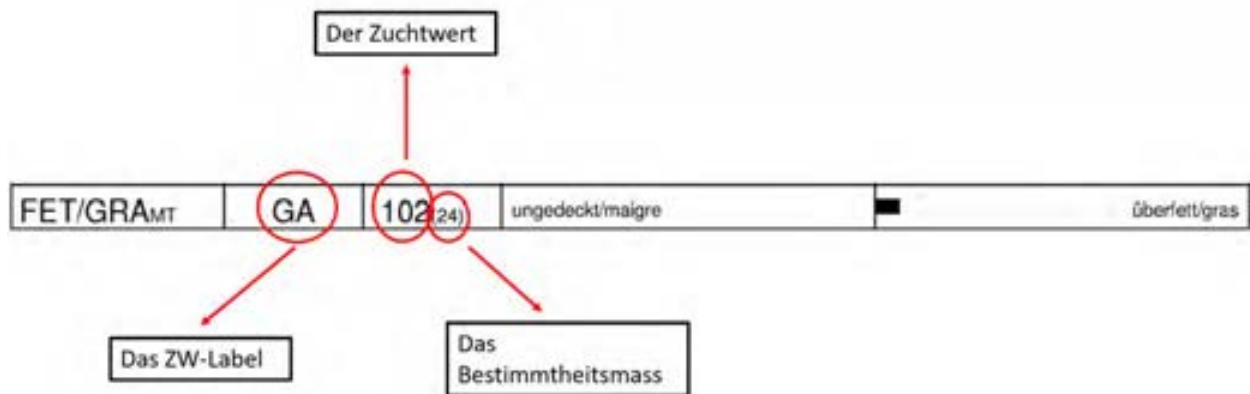 Der Zuchtwert
FET/GRAMT GA 102(24) ungedeckt/maigre überfett/gras
Das ZW-Label
Das
Bestimmtheitsmass